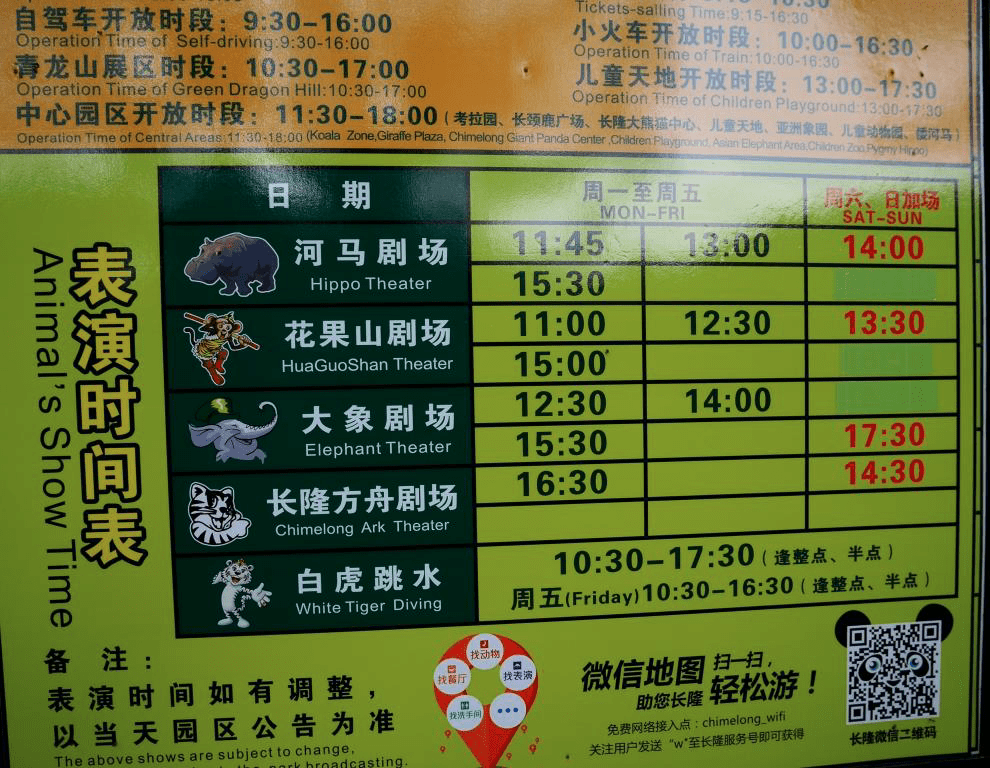 自驾车开放时段：9:30-16:00
Operation Time of Self-driving:9:30-16:00
青龙山展区时段：10:30-17:00
Operation Time of Green Dragon Hill:10:30-17:00
Tickets-salling Time:9:15-16:30
小火车开放时段：10:00-16:30
Operation Time of Train:10:00-16:30
儿童天地开放时段：13:00-17:30
Operation Time of Children Playground:13:00-17:30
中心园区开放时段：11:30-18:00（考拉园、长颈鹿广场、长隆大熊猫中心、儿童天地、亚洲象园、儿童动物园、倭河马）
Operation Time of Central Areas:11:30-18:00(Koala Zone,Giraffe Plaza, Chimelong Giant Panda Center ,Children Playground, Asian Elephant Area,Children Zoo,Pygmy Hippo)
表演时间表
Animal's Show Time
日 期 周一至周五 周六、日加场
MON-FRI SAT-SUN
河马剧场 11:45 13:00 14:00
Hippo Theater 15:30
花果山剧场 11:00 12:30 13:30
HuaGuoShan Theater 15:00
大象剧场 12:30 14:00
Elephant Theater 15:30 17:30
长隆方舟剧场 16:30 14:30
Chimelong Ark Theater
白虎跳水 10:30-17:30（逢整点、半点）
White Tiger Diving 周五(Friday)10:30-16:30（逢整点、半点）
备 注：
表演时间如有调整，
以当天园区公告为准
The above shows are subject to change,
the park broadcasting.
找动物
找餐厅
找表演
找洗手间
微信地图 扫一扫，
助您长隆 轻松游！
免费网络接入点：chimelong_wifi
关注用户发送“w”至长隆服务号即可获得
长隆微信二维码